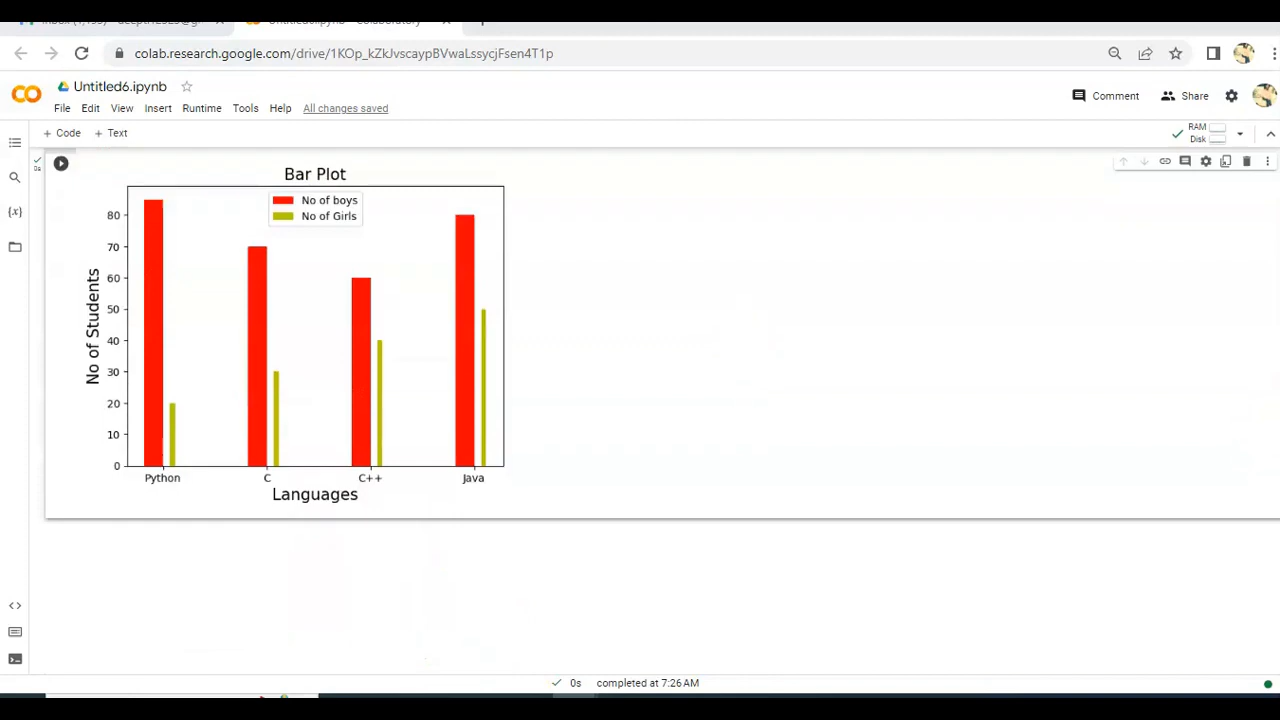 colab.research.google.com/drive/1KOp_kZkJvscaypBVwaLssycjFsen4T1p
Untitled6.ipynb
File Edit View Insert Runtime Tools Help All changes saved
Comment Share
+ Code + Text
RAM
Disk
0s
Bar Plot
No of boys
No of Girls
No of Students
80
70
60
50
40
30
20
10
0
Python C C++ Java
Languages
0s completed at 7:26 AM